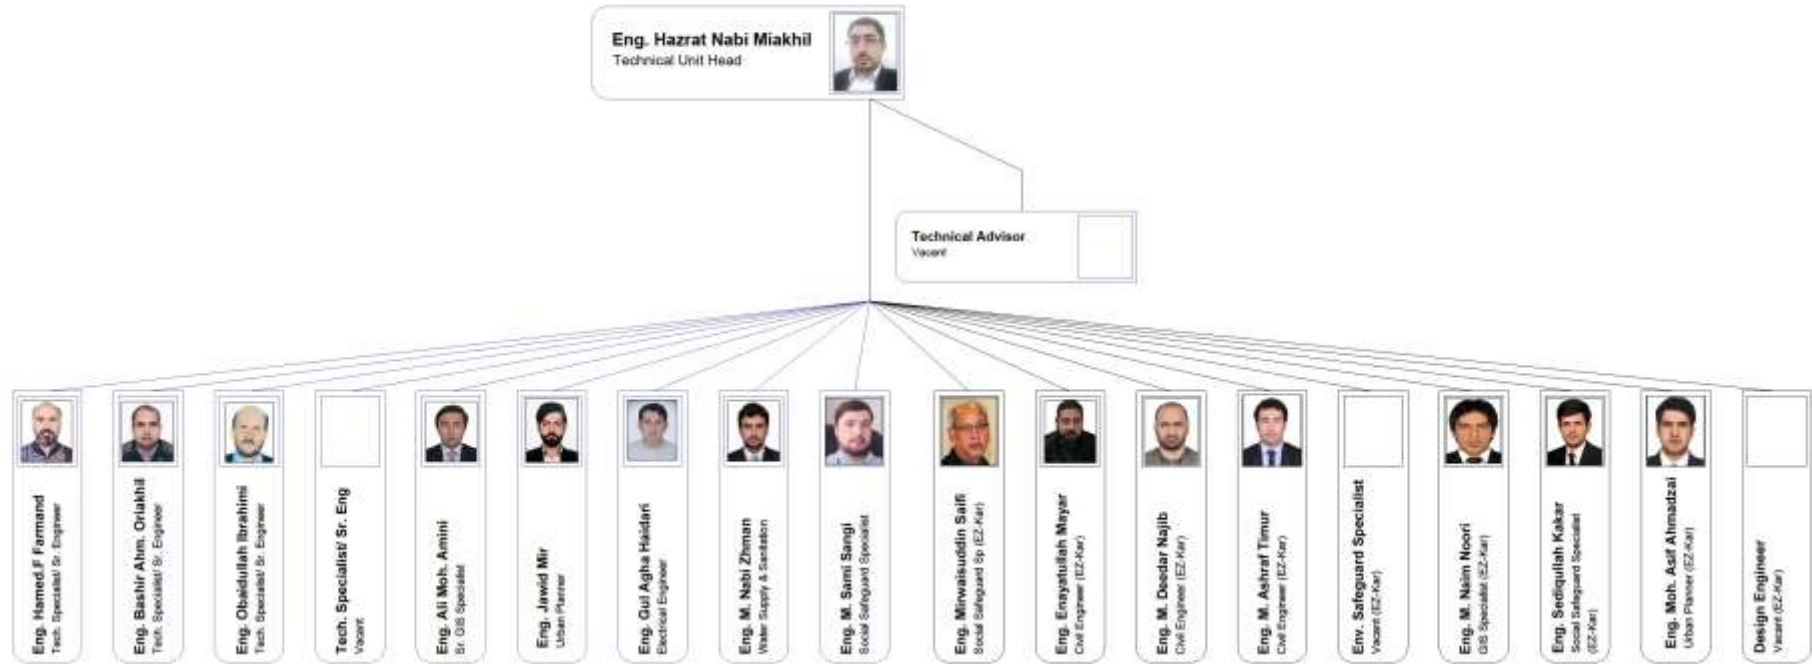 Eng. Hazrat Nabi Miakhil
Technical Unit Head
Technical Advisor
Vacant
Eng. Hamed.F Farmand
Tech. Specialist/ Sr. Engineer
Eng. Bashir Ahm. Oriakhil
Tech. Specialist/ Sr. Engineer
Eng. Obaidullah Ibrahimi
Tech. Specialist/ Sr. Engineer
Tech. Specialist/ Sr. Eng
Vacant
Eng. Ali Moh. Amini
Sr. GIS Specialist
Eng. Jawid Mir
Urban Planner
Eng. Gul Agha Haidari
Electrical Engineer
Eng. M. Nabi Zhman
Water Supply & Sanitation
Eng. M. Sami Sangi
Social Safeguard Specialist
Eng. Mirwaisuddin Saifi
Social Safeguard Sp (EZ-Kar)
Eng. Enayatullah Mayar
Civil Engineer (EZ-Kar)
Eng. M. Deedar Najib
Civil Engineer (EZ-Kar)
Eng. M. Ashraf Timur
Civil Engineer (EZ-Kar)
Env. Safeguard Specialist
Vacant (EZ-Kar)
Eng. M. Naim Noori
GIS Specialist (EZ-Kar)
Eng. Sediqullah Kakar
Social Safeguard Specialist
(EZ-Kar)
Eng. Moh. Asif Ahmadzai
Urban Planner (EZ-Kar)
Design Engineer
Vacant (EZ-Kar)